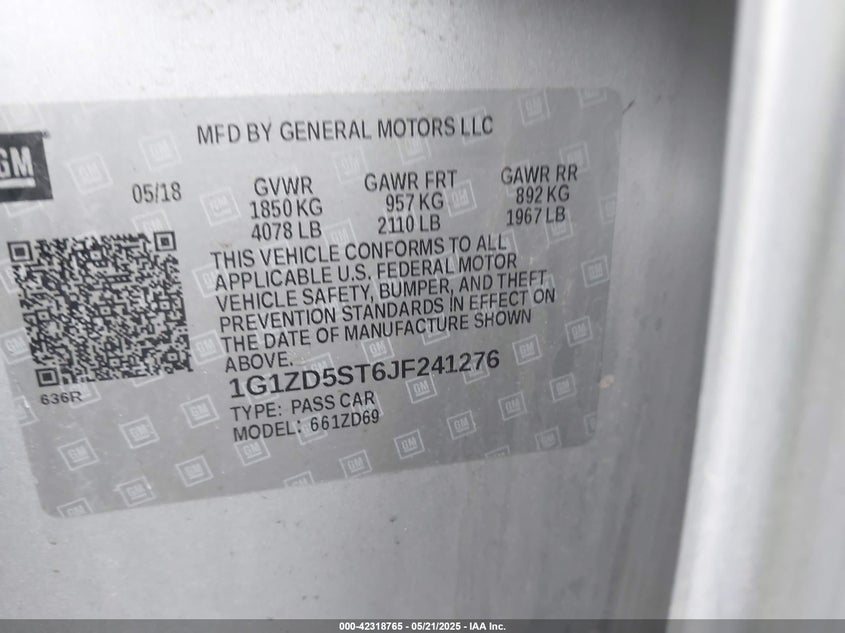 GM
MFD BY GENERAL MOTORS LLC
05/18
GVWR
1850 KG
4078 LB
GAWR FRT
957 KG
2110 LB
GAWR RR
892 KG
1967 LB
THIS VEHICLE CONFORMS TO ALL
APPLICABLE U.S. FEDERAL MOTOR
VEHICLE SAFETY, BUMPER, AND THEFT
PREVENTION STANDARDS IN EFFECT ON
THE DATE OF MANUFACTURE SHOWN
ABOVE.
1G1ZD5ST6JF241276
TYPE: PASS CAR
MODEL: 661ZD69
636R
000-42318765 - 05/21/2025 - IAA Inc.